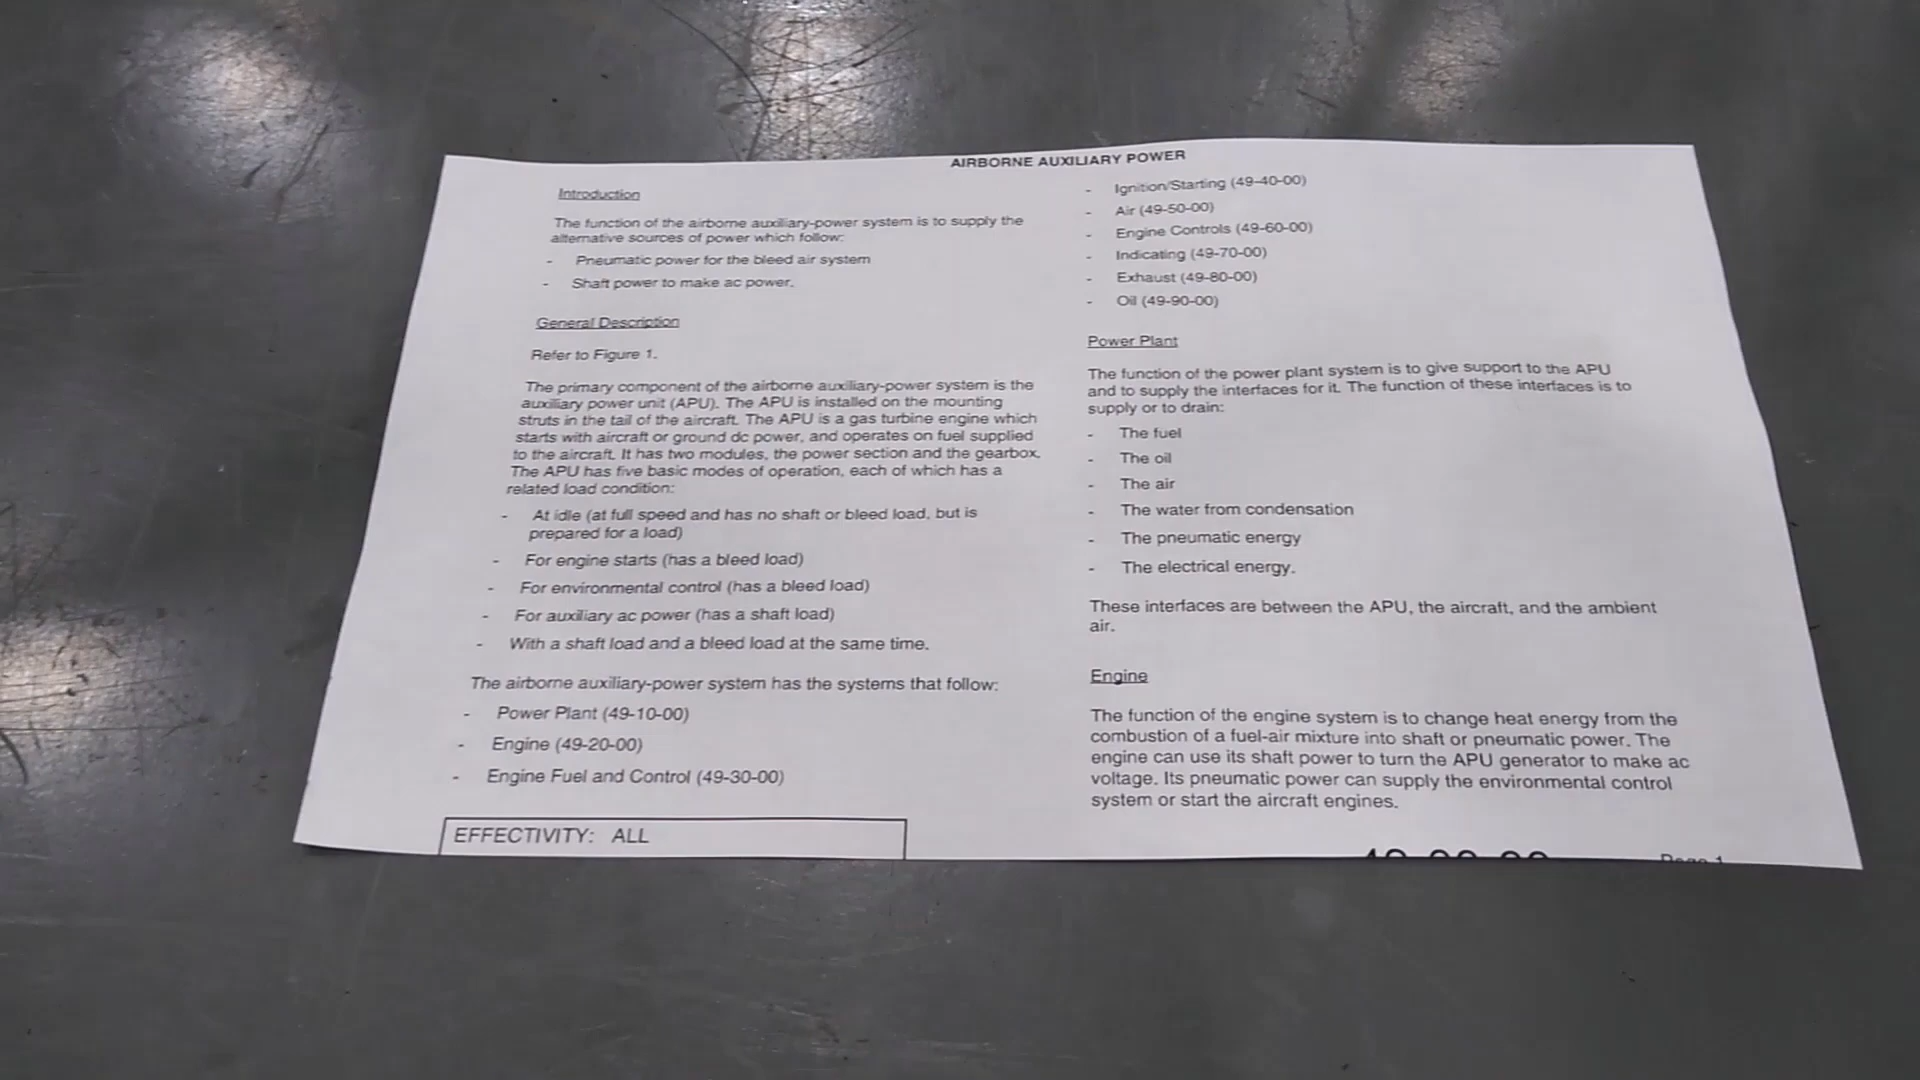 AIRBORNE AUXILIARY POWER
Introduction
The function of the airborne auxiliary-power system is to supply the
alternative sources of power which follow:
- Pneumatic power for the bleed air system
- Shaft power to make ac power.
General Description
Refer to Figure 1.
The primary component of the airborne auxiliary-power system is the
auxiliary power unit (APU). The APU is installed on the mounting
struts in the tail of the aircraft. The APU is a gas turbine engine which
starts with aircraft or ground dc power, and operates on fuel supplied
to the aircraft. It has two modules, the power section and the gearbox.
The APU has five basic modes of operation, each of which has a
related load condition:
- At idle (at full speed and has no shaft or bleed load, but is
prepared for a load)
- For engine starts (has a bleed load)
- For environmental control (has a bleed load)
- For auxiliary ac power (has a shaft load)
- With a shaft load and a bleed load at the same time.
The airborne auxiliary-power system has the systems that follow:
- Power Plant (49-10-00)
- Engine (49-20-00)
- Engine Fuel and Control (49-30-00)
EFFECTIVITY: ALL
- Ignition/Starting (49-40-00)
- Air (49-50-00)
- Engine Controls (49-60-00)
- Indicating (49-70-00)
- Exhaust (49-80-00)
- Oil (49-90-00)
Power Plant
The function of the power plant system is to give support to the APU
and to supply the interfaces for it. The function of these interfaces is to
supply or to drain:
- The fuel
- The oil
- The air
- The water from condensation
- The pneumatic energy
- The electrical energy.
These interfaces are between the APU, the aircraft, and the ambient
air.
Engine
The function of the engine system is to change heat energy from the
combustion of a fuel-air mixture into shaft or pneumatic power. The
engine can use its shaft power to turn the APU generator to make ac
voltage. Its pneumatic power can supply the environmental control
system or start the aircraft engines.